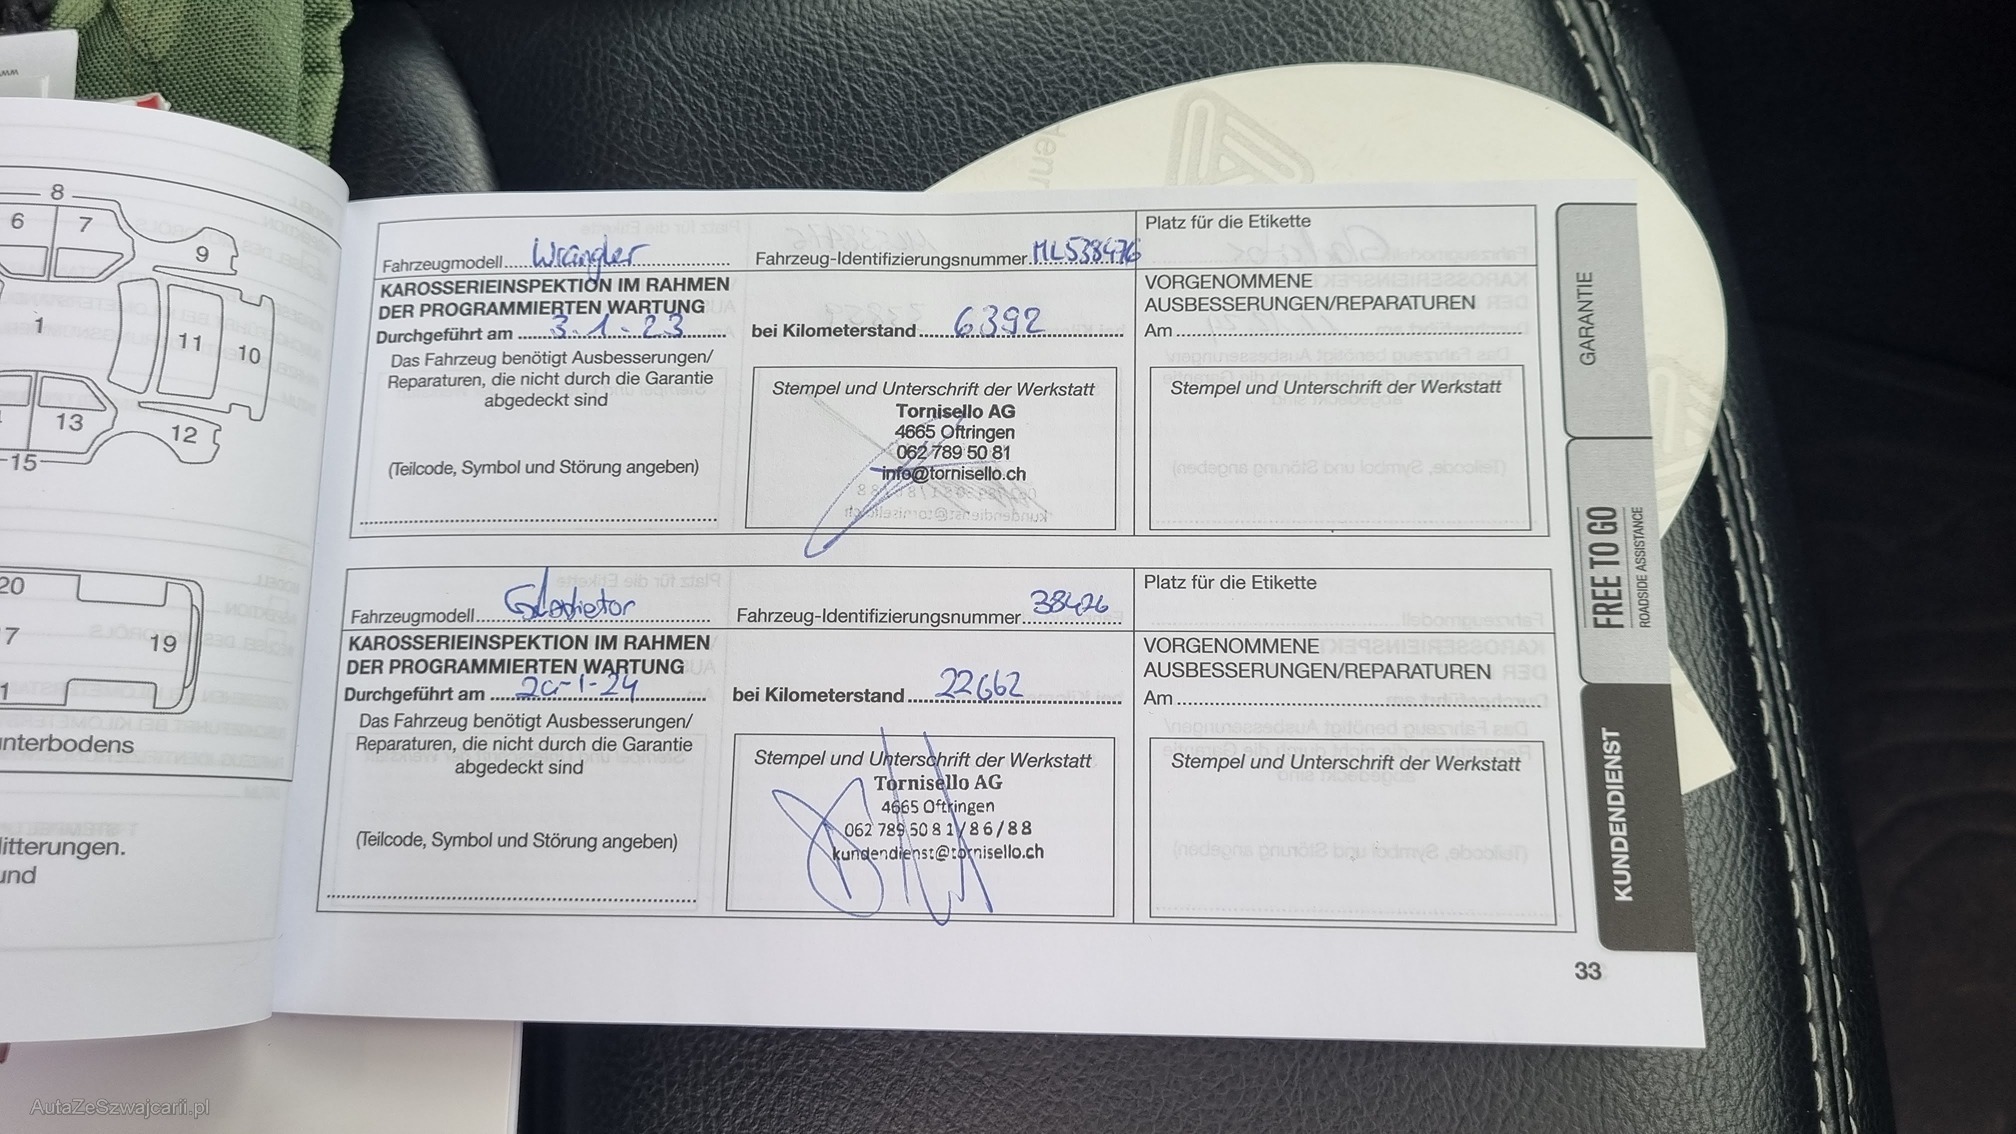 8
6
7
9
1
11
10
13
12
15
20
7
19
1
nterbodens
litterungen.
und
Fahrzeugmodell Wrangler
Fahrzeug-Identifizierungsnummer ML538476
Platz für die Etikette
KAROSSERIEINSPEKTION IM RAHMEN
DER PROGRAMMIERTEN WARTUNG
Durchgeführt am 3-1-23
bei Kilometerstand 6392
VORGENOMMENE
AUSBESSERUNGEN/REPARATUREN
Am
Das Fahrzeug benötigt Ausbesserungen/
Reparaturen, die nicht durch die Garantie
abgedeckt sind
(Teilcode, Symbol und Störung angeben)
Stempel und Unterschrift der Werkstatt
Tornisello AG
4665 Oftringen
062 789 50 81
info@tornisello.ch
Stempel und Unterschrift der Werkstatt
Fahrzeugmodell
Fahrzeug-Identifizierungsnummer 38476
Platz für die Etikette
KAROSSERIEINSPEKTION IM RAHMEN
DER PROGRAMMIERTEN WARTUNG
Durchgeführt am
bei Kilometerstand 22662
VORGENOMMENE
AUSBESSERUNGEN/REPARATUREN
Am
Das Fahrzeug benötigt Ausbesserungen/
Reparaturen, die nicht durch die Garantie
abgedeckt sind
(Teilcode, Symbol und Störung angeben)
Stempel und Unterschrift der Werkstatt
Tornisello AG
4665 Oftringen
062 789 50 81/86/88
kundendienst@tornisello.ch
Stempel und Unterschrift der Werkstatt
GARANTIE
FREE TO GO
ROADSIDE ASSISTANCE
KUNDENDIENST
33
AutaZeSzwajcarii.pl